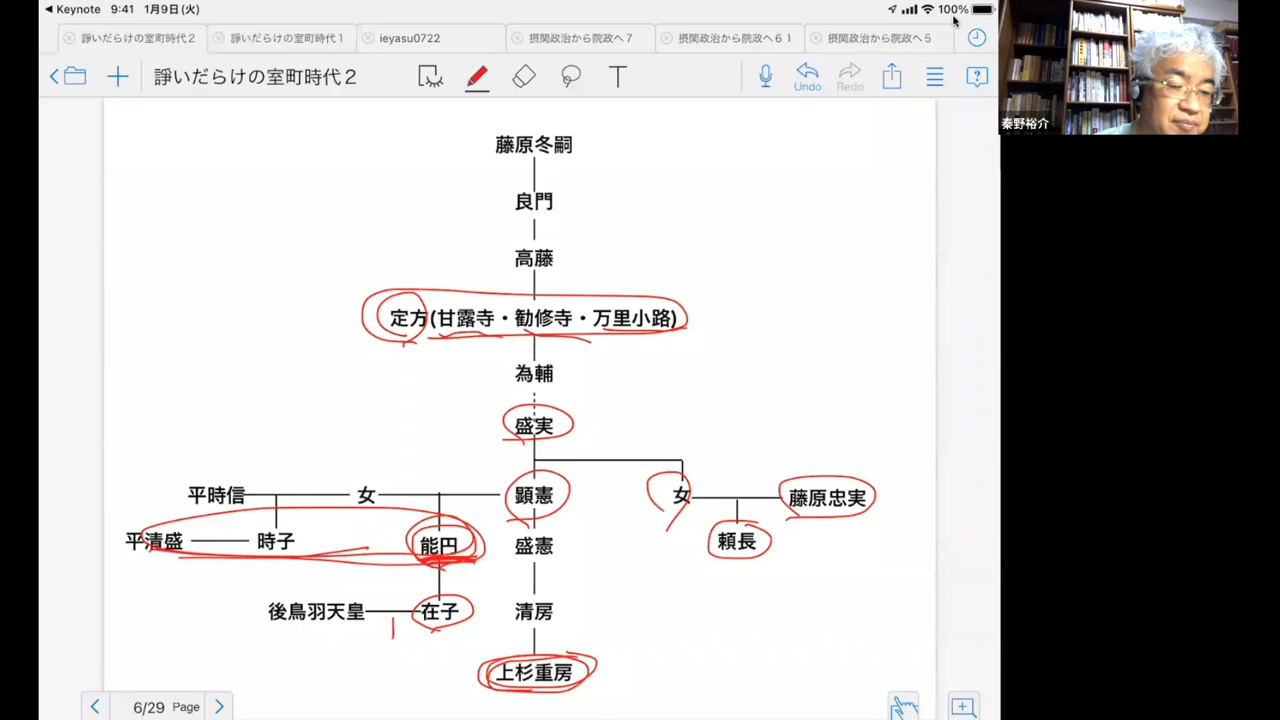 Keynote 9:41 1月9日(火) 100%
諍いだらけの室町時代2 諍いだらけの室町時代1 ieyasu0722 摂関政治から院政へ7 摂関政治から院政へ61 摂関政治から院政へ5
諍いだらけの室町時代2 T Undo Redo
秦野裕介
藤原冬嗣
良門
高藤
定方(甘露寺・勧修寺・万里小路)
為輔
盛実
平時信 女 顕憲 女 藤原忠実
平清盛 時子 能円 盛憲 頼長
後鳥羽天皇 在子 清房
上杉重房
6/29 Page